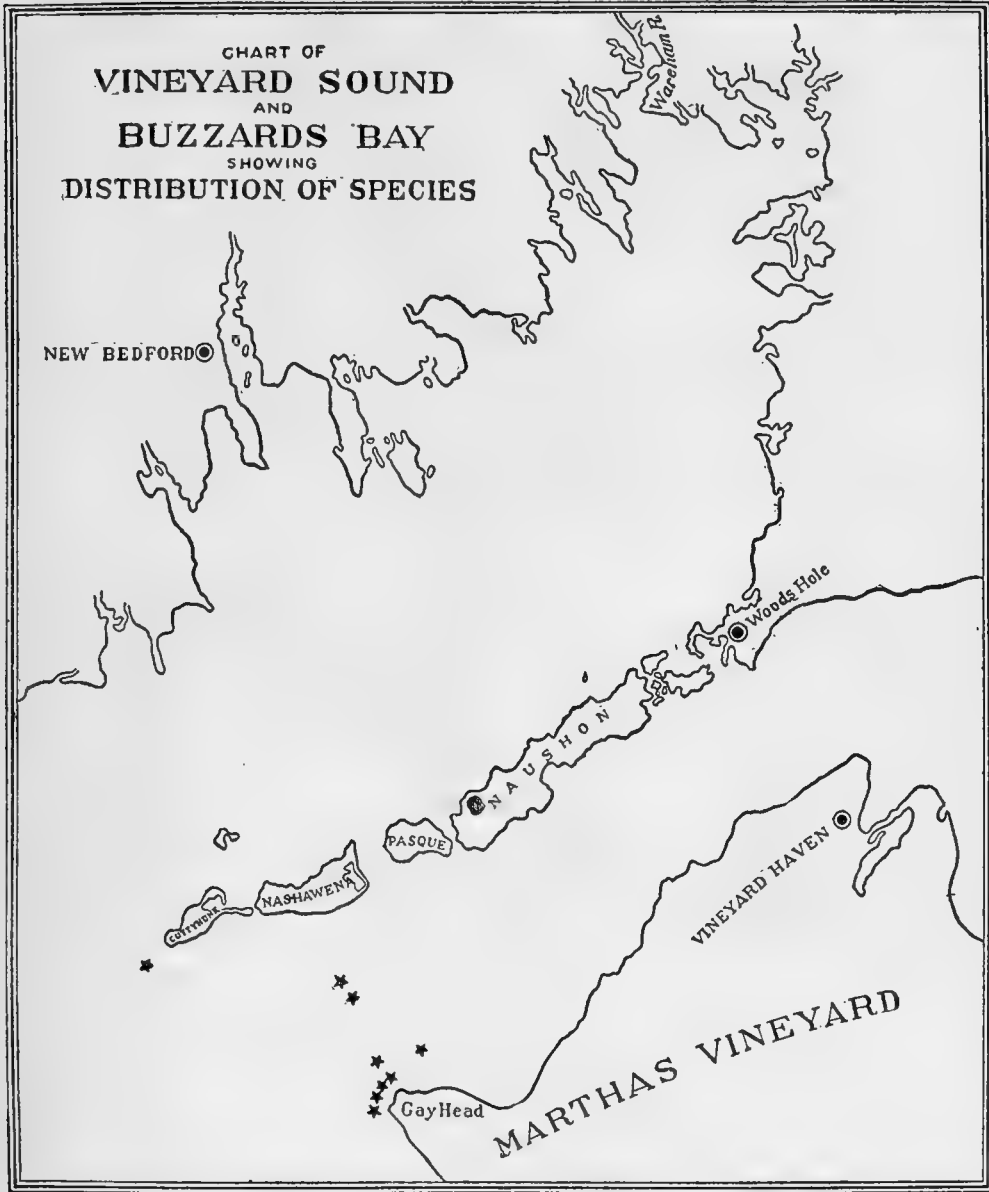 CHART OF
VINEYARD SOUND
AND
BUZZARDS BAY
SHOWING
DISTRIBUTION OF SPECIES
Wareham R.
NEW BEDFORD
Woods Hole
NAUSHON
PASQUE
NASHAWENA
CUTTYHUNK
VINEYARD HAVEN
MARTHAS VINEYARD
Gay Head